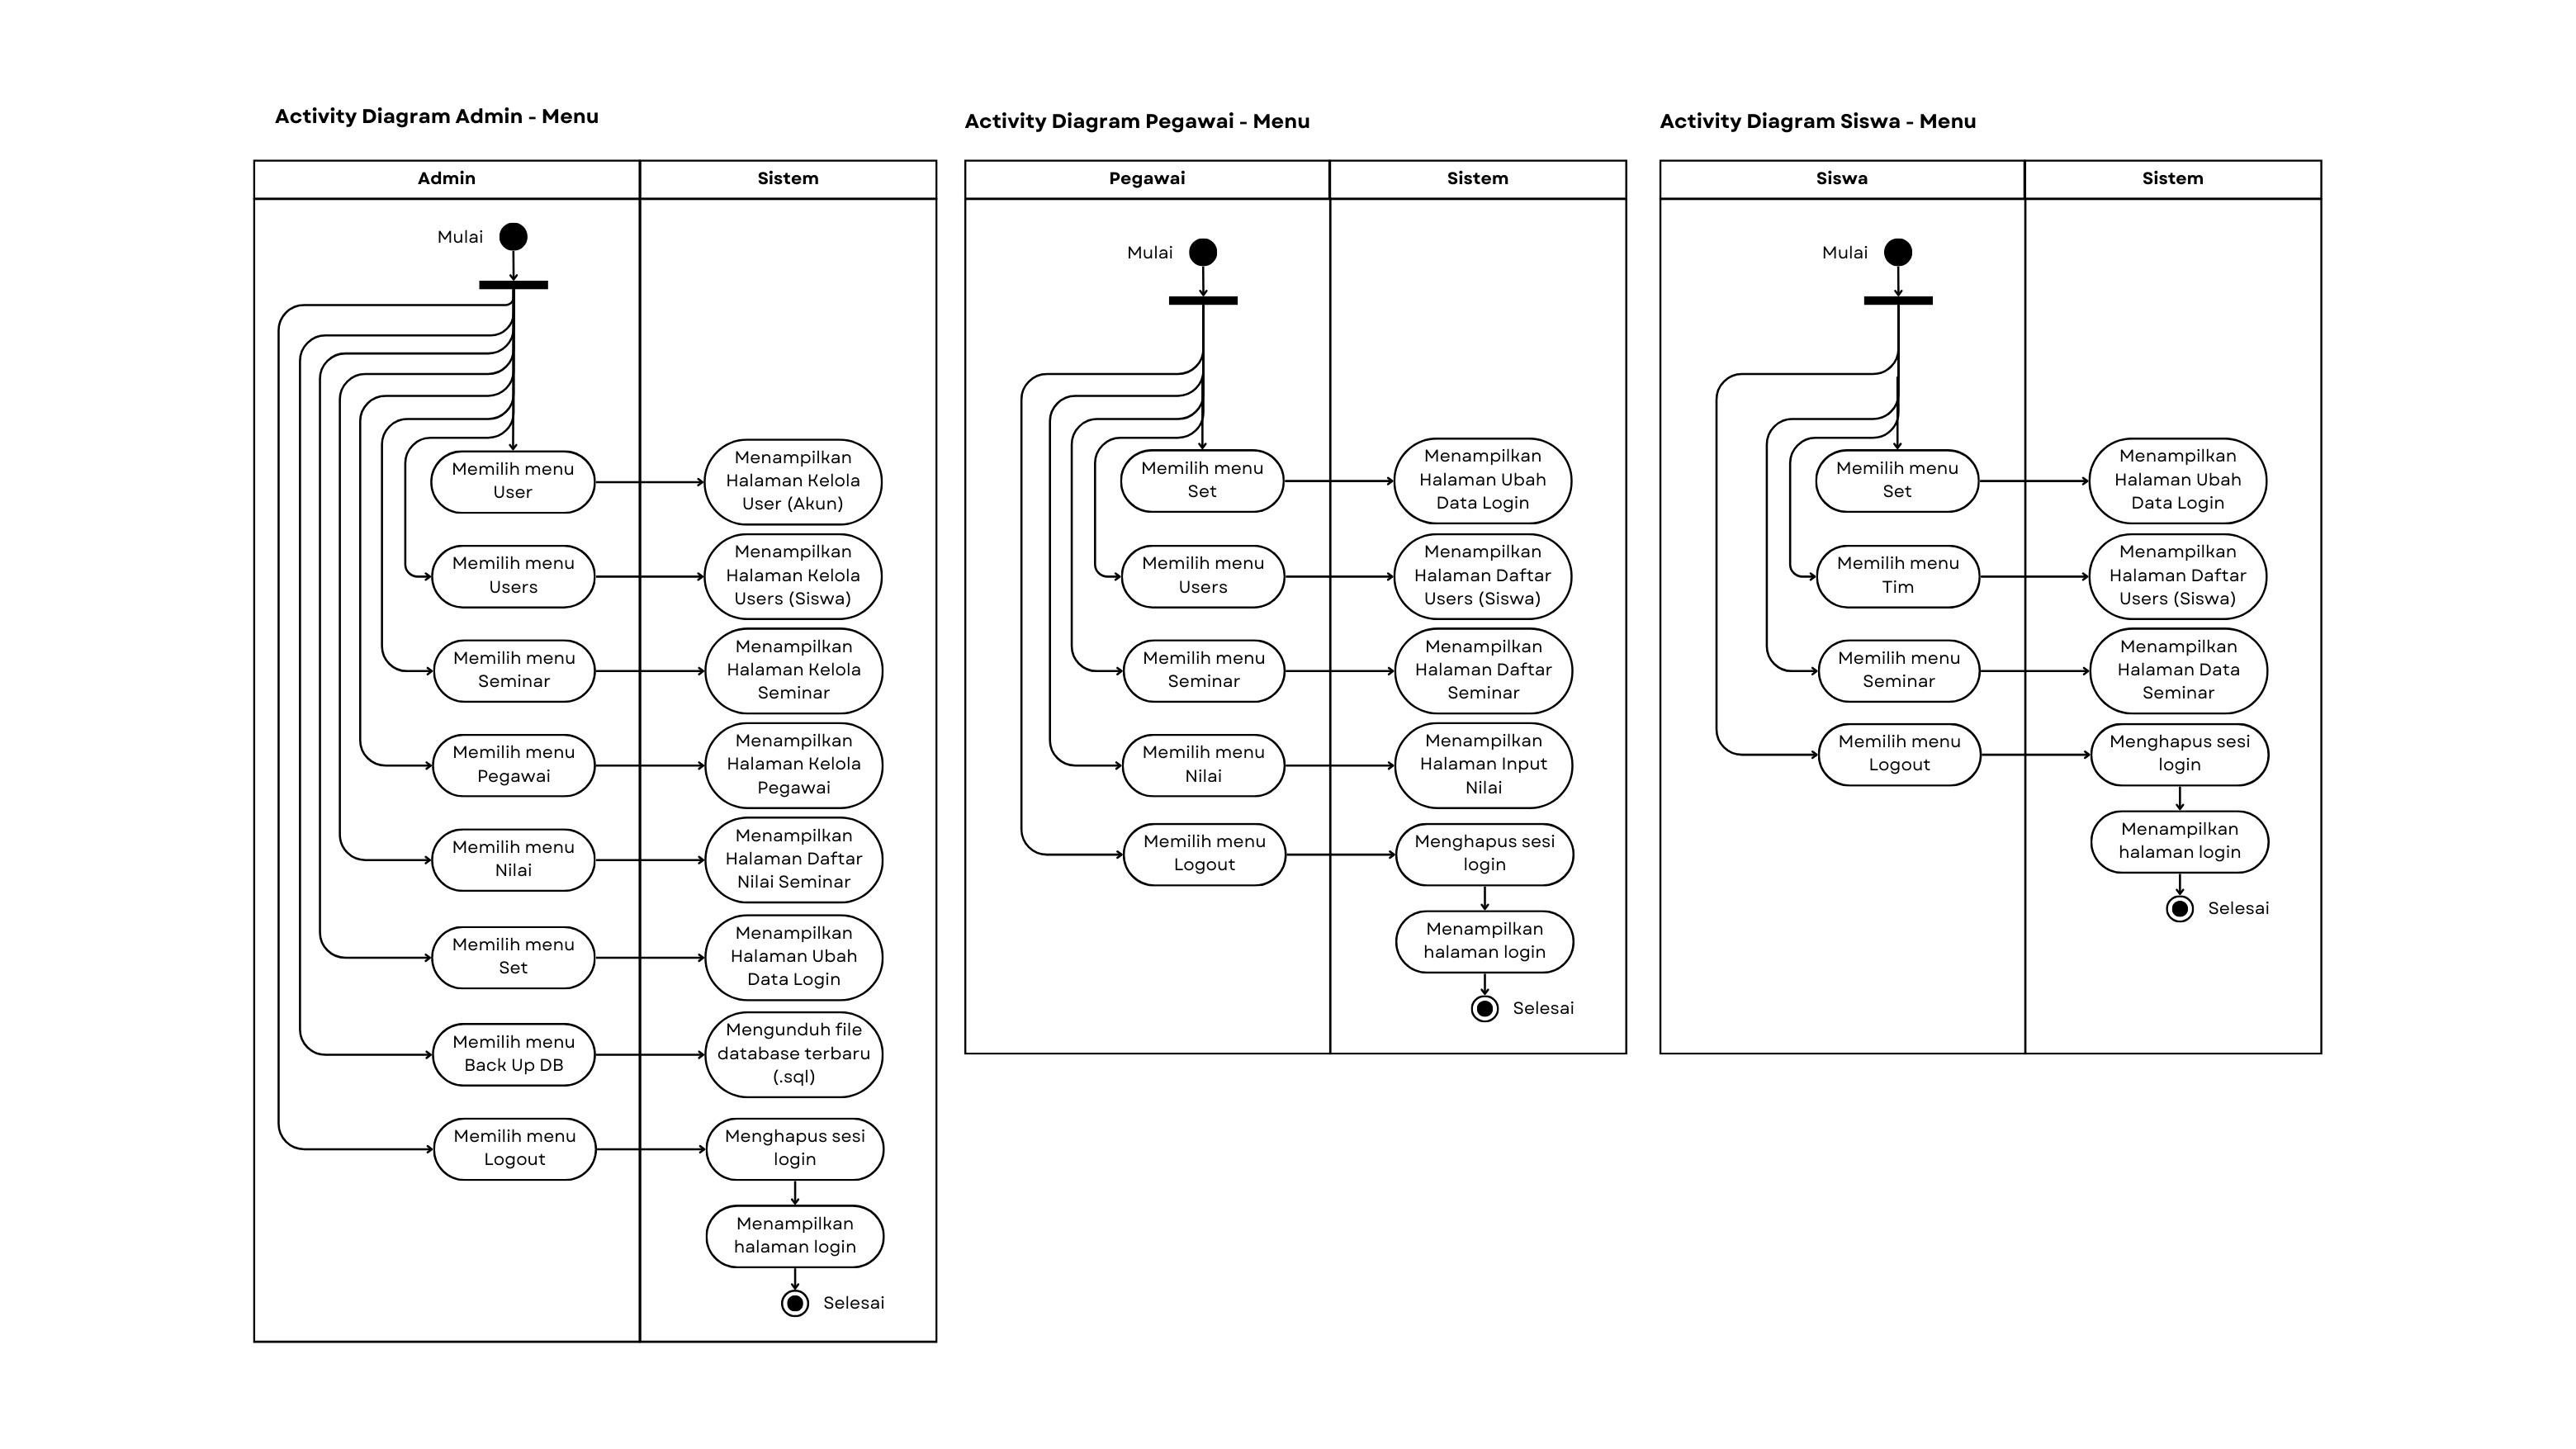 Activity Diagram Admin - Menu
Admin
Sistem
Mulai
Memilih menu
User
Menampilkan
Halaman Kelola
User (Akun)
Memilih menu
Users
Menampilkan
Halaman Kelola
Users (Siswa)
Memilih menu
Seminar
Menampilkan
Halaman Kelola
Seminar
Memilih menu
Pegawai
Menampilkan
Halaman Kelola
Pegawai
Memilih menu
Nilai
Menampilkan
Halaman Daftar
Nilai Seminar
Memilih menu
Set
Menampilkan
Halaman Ubah
Data Login
Memilih menu
Back Up DB
Mengunduh file
database terbaru
(.sql)
Memilih menu
Logout
Menghapus sesi
login
Menampilkan
halaman login
Selesai
Activity Diagram Pegawai - Menu
Pegawai
Sistem
Mulai
Memilih menu
Set
Menampilkan
Halaman Ubah
Data Login
Memilih menu
Users
Menampilkan
Halaman Daftar
Users (Siswa)
Memilih menu
Seminar
Menampilkan
Halaman Daftar
Seminar
Memilih menu
Nilai
Menampilkan
Halaman Input
Nilai
Memilih menu
Logout
Menghapus sesi
login
Menampilkan
halaman login
Selesai
Activity Diagram Siswa - Menu
Siswa
Sistem
Mulai
Memilih menu
Set
Menampilkan
Halaman Ubah
Data Login
Memilih menu
Tim
Menampilkan
Halaman Daftar
Users (Siswa)
Memilih menu
Seminar
Menampilkan
Halaman Data
Seminar
Memilih menu
Logout
Menghapus sesi
login
Menampilkan
halaman login
Selesai